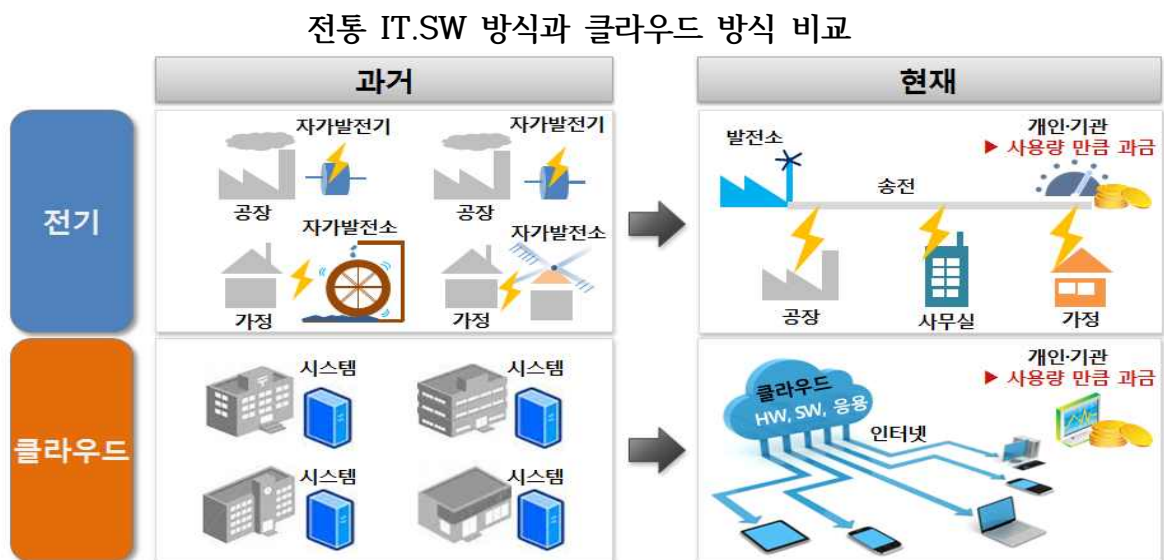 전통 IT.SW 방식과 클라우드 방식 비교
과거
현재
전기
자가발전기
자가발전기
공장
공장
자가발전소
자가발전소
가정
가정
발전소
개인·기관
▶ 사용량 만큼 과금
송전
공장
사무실
가정
클라우드
시스템
시스템
시스템
시스템
개인·기관
▶ 사용량 만큼 과금
클라우드
HW, SW, 응용
인터넷